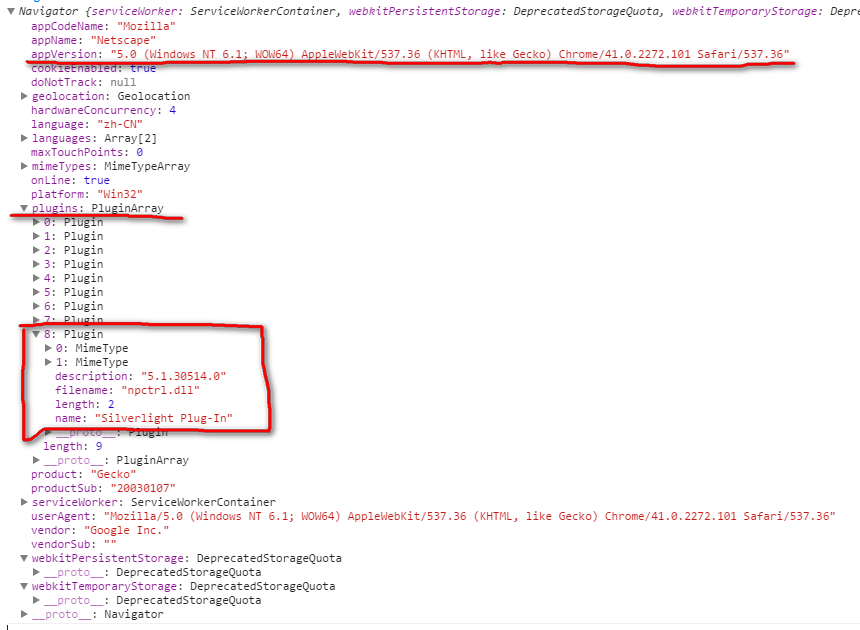 Navigator {serviceWorker: ServiceWorkerContainer, webkitPersistentStorage: DeprecatedStorageQuota, webkitTemporaryStorage: Depre
appCodeName: "Mozilla"
appName: "Netscape"
appVersion: "5.0 (Windows NT 6.1; WOW64) AppleWebKit/537.36 (KHTML, like Gecko) Chrome/41.0.2272.101 Safari/537.36"
cookieEnabled: true
doNotTrack: null
geolocation: Geolocation
hardwareConcurrency: 4
language: "zh-CN"
languages: Array[2]
maxTouchPoints: 0
mimeTypes: MimeTypeArray
onLine: true
platform: "Win32"
plugins: PluginArray
0: Plugin
1: Plugin
2: Plugin
3: Plugin
4: Plugin
5: Plugin
6: Plugin
7: Plugin
8: Plugin
0: MimeType
1: MimeType
description: "5.1.30514.0"
filename: "npctrl.dll"
length: 2
name: "Silverlight Plug-In"
__proto__: Plugin
length: 9
__proto__: PluginArray
product: "Gecko"
productSub: "20030107"
serviceWorker: ServiceWorkerContainer
userAgent: "Mozilla/5.0 (Windows NT 6.1; WOW64) AppleWebKit/537.36 (KHTML, like Gecko) Chrome/41.0.2272.101 Safari/537.36"
vendor: "Google Inc."
vendorSub: ""
webkitPersistentStorage: DeprecatedStorageQuota
__proto__: DeprecatedStorageQuota
webkitTemporaryStorage: DeprecatedStorageQuota
__proto__: DeprecatedStorageQuota
__proto__: Navigator